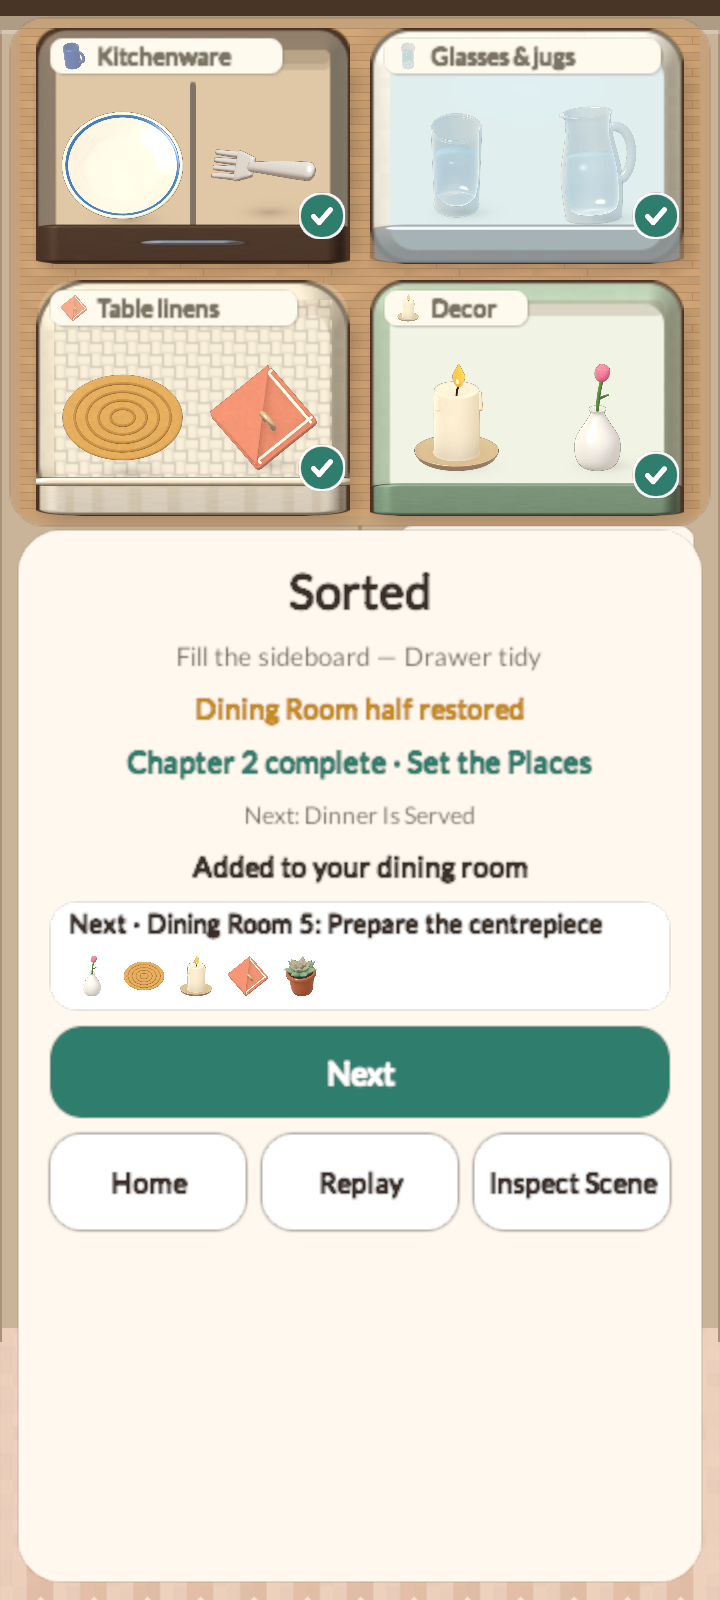 Kitchenware
Glasses & jugs
Table linens
Decor
Sorted
Fill the sideboard — Drawer tidy
Dining Room half restored
Chapter 2 complete · Set the Places
Next: Dinner Is Served
Added to your dining room
Next · Dining Room 5: Prepare the centrepiece
Next
Home
Replay
Inspect Scene